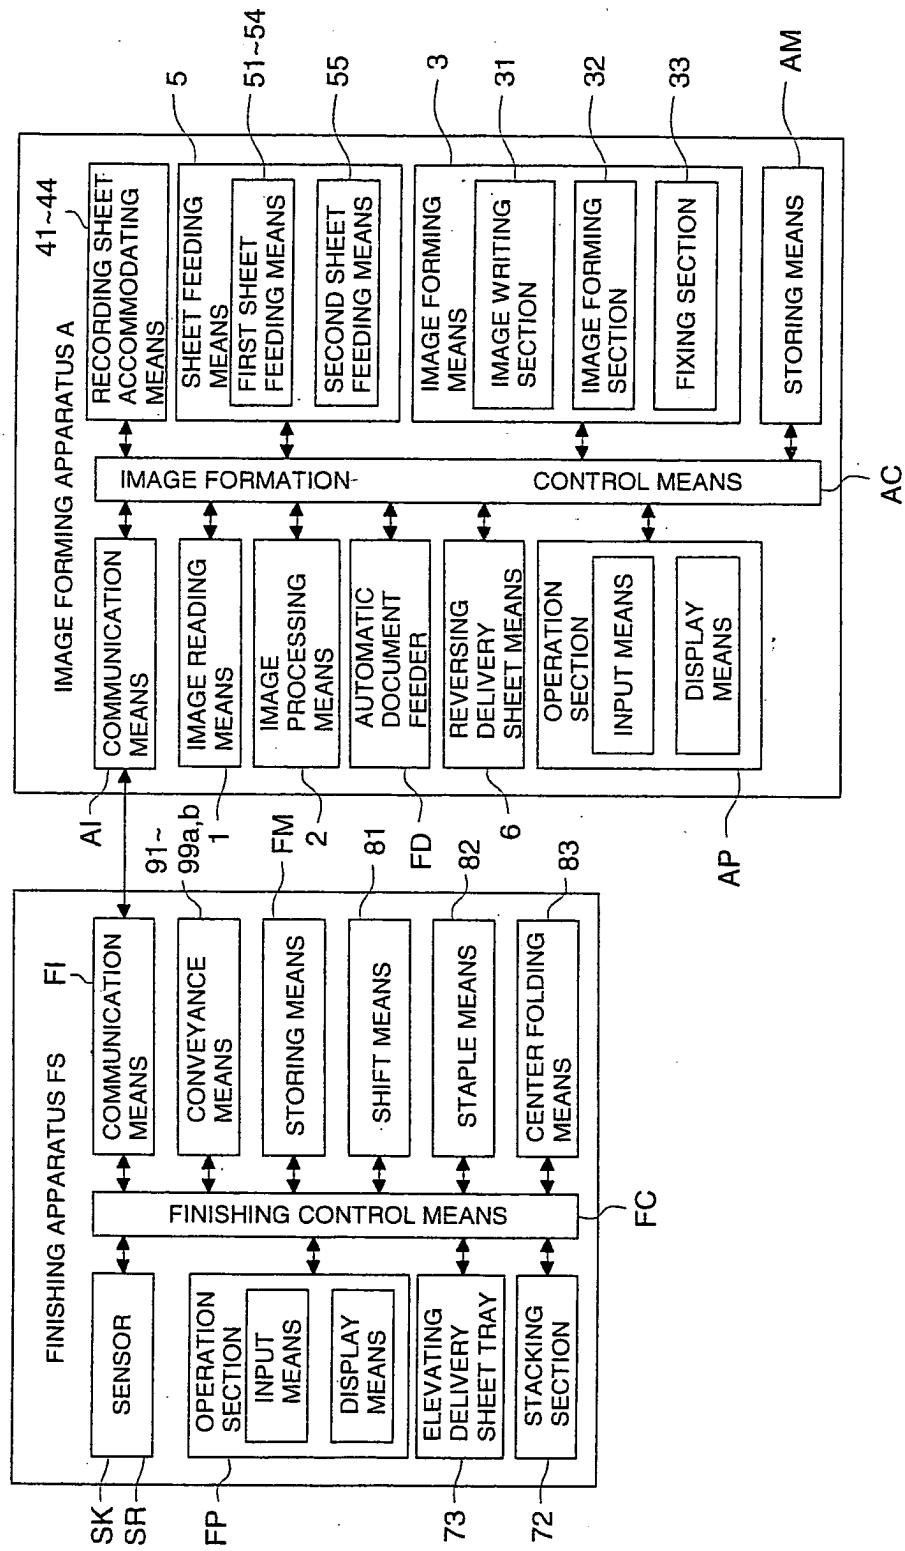 FINISHING APPARATUS FS
SK
SR
SENSOR
FP
OPERATION
SECTION
INPUT
MEANS
DISPLAY
MEANS
73
ELEVATING
DELIVERY
SHEET TRAY
72
STACKING
SECTION
FINISHING CONTROL MEANS
FC
FI
COMMUNICATION
MEANS
91~
99a,b
CONVEYANCE
MEANS
FM
STORING MEANS
81
SHIFT MEANS
82
STAPLE MEANS
83
CENTER FOLDING
MEANS
IMAGE FORMING APPARATUS A
AI
COMMUNICATION
MEANS
1
IMAGE READING
MEANS
2
IMAGE
PROCESSING
MEANS
FD
AUTOMATIC
DOCUMENT
FEEDER
6
REVERSING
DELIVERY
SHEET MEANS
AP
OPERATION
SECTION
INPUT MEANS
DISPLAY
MEANS
IMAGE FORMATION CONTROL MEANS
AC
41~44
RECORDING SHEET
ACCOMMODATING
MEANS
5
SHEET FEEDING
MEANS
51~54
FIRST SHEET
FEEDING MEANS
55
SECOND SHEET
FEEDING MEANS
3
IMAGE FORMING
MEANS
31
IMAGE WRITING
SECTION
32
IMAGE FORMING
SECTION
33
FIXING SECTION
AM
STORING MEANS